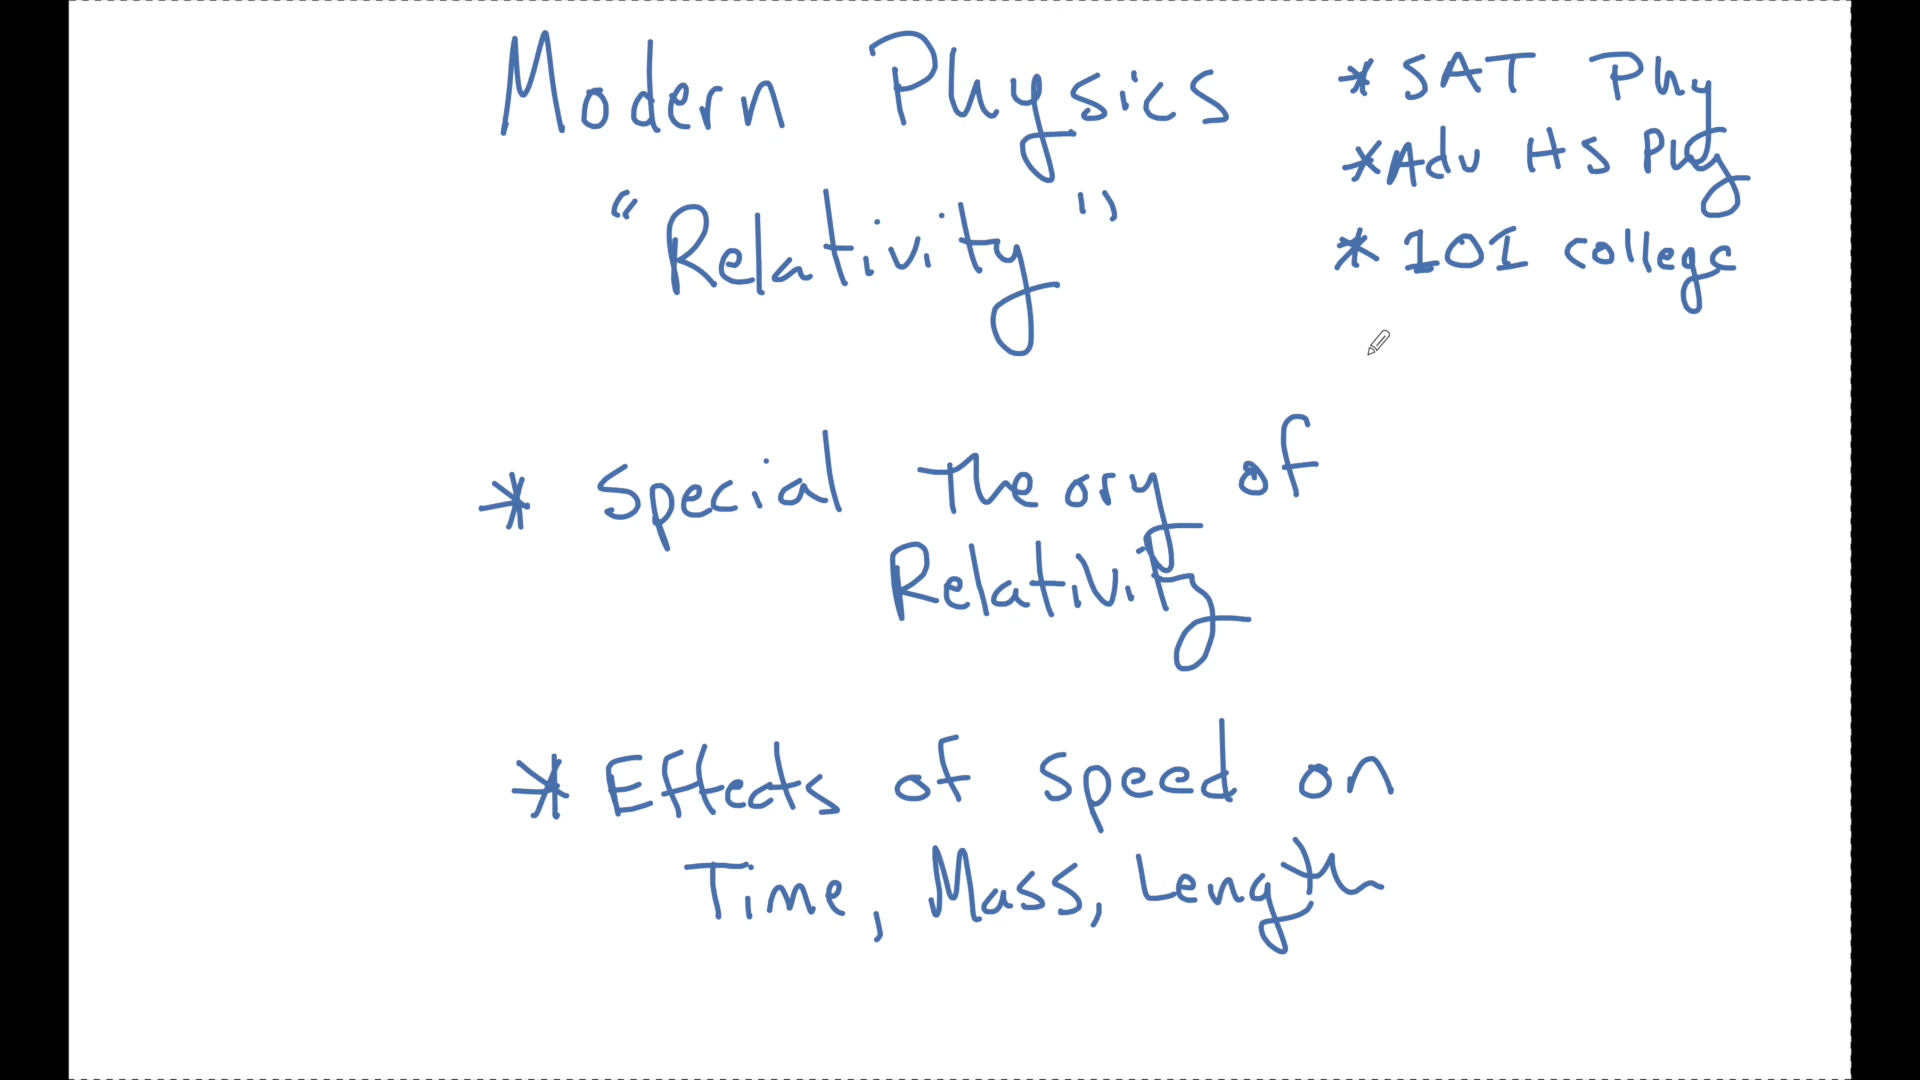 Modern Physics
"Relativity"
* SAT Phy
* Adv HS Phy
* 101 college
* Special Theory of
Relativity
* Effects of speed on
Time, Mass, Length